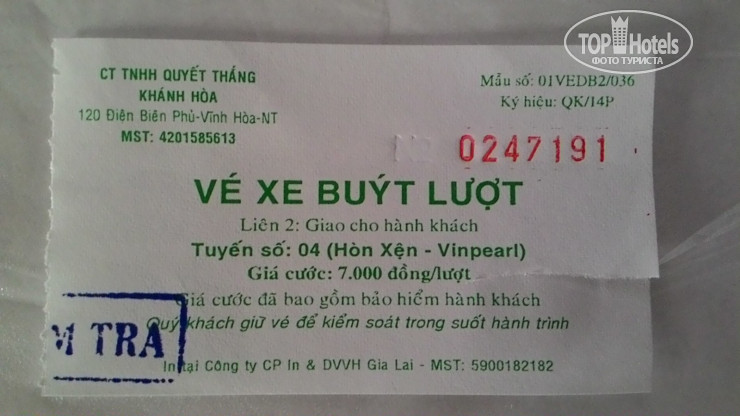 TOP Hotels
ФОТО ТУРИСТА
CT TNHH QUYẾT THẮNG
KHÁNH HÒA
120 Điện Biên Phủ-Vĩnh Hòa-NT
MST: 4201585613
Mẫu số: 01VEDB2/036
Ký hiệu: QK/14P
Nº 0247191
VÉ XE BUÝT LƯỢT
Liên 2: Giao cho hành khách
Tuyến số: 04 (Hòn Xện - Vinpearl)
Giá cước: 7.000 đồng/lượt
Giá cước đã bao gồm bảo hiểm hành khách
Quý khách giữ vé để kiểm soát trong suốt hành trình
M TRA
In tại Công ty CP In & DVVH Gia Lai - MST: 5900182182